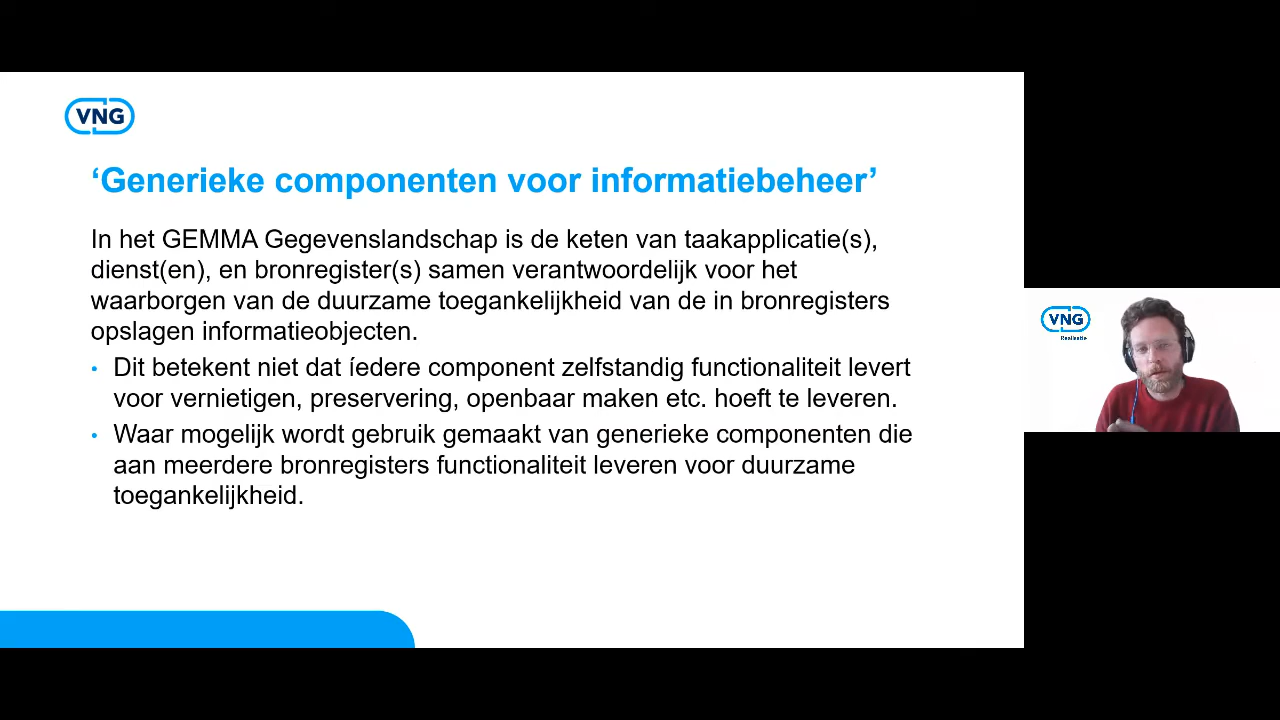 VNG
‘Generieke componenten voor informatiebeheer’
In het GEMMA Gegevenslandschap is de keten van taakapplicatie(s),
dienst(en), en bronregister(s) samen verantwoordelijk voor het
waarborgen van de duurzame toegankelijkheid van de in bronregisters
opslagen informatieobjecten.
• Dit betekent niet dat íedere component zelfstandig functionaliteit levert
voor vernietigen, preservering, openbaar maken etc. hoeft te leveren.
• Waar mogelijk wordt gebruik gemaakt van generieke componenten die
aan meerdere bronregisters functionaliteit leveren voor duurzame
toegankelijkheid.
VNG
Realisatie